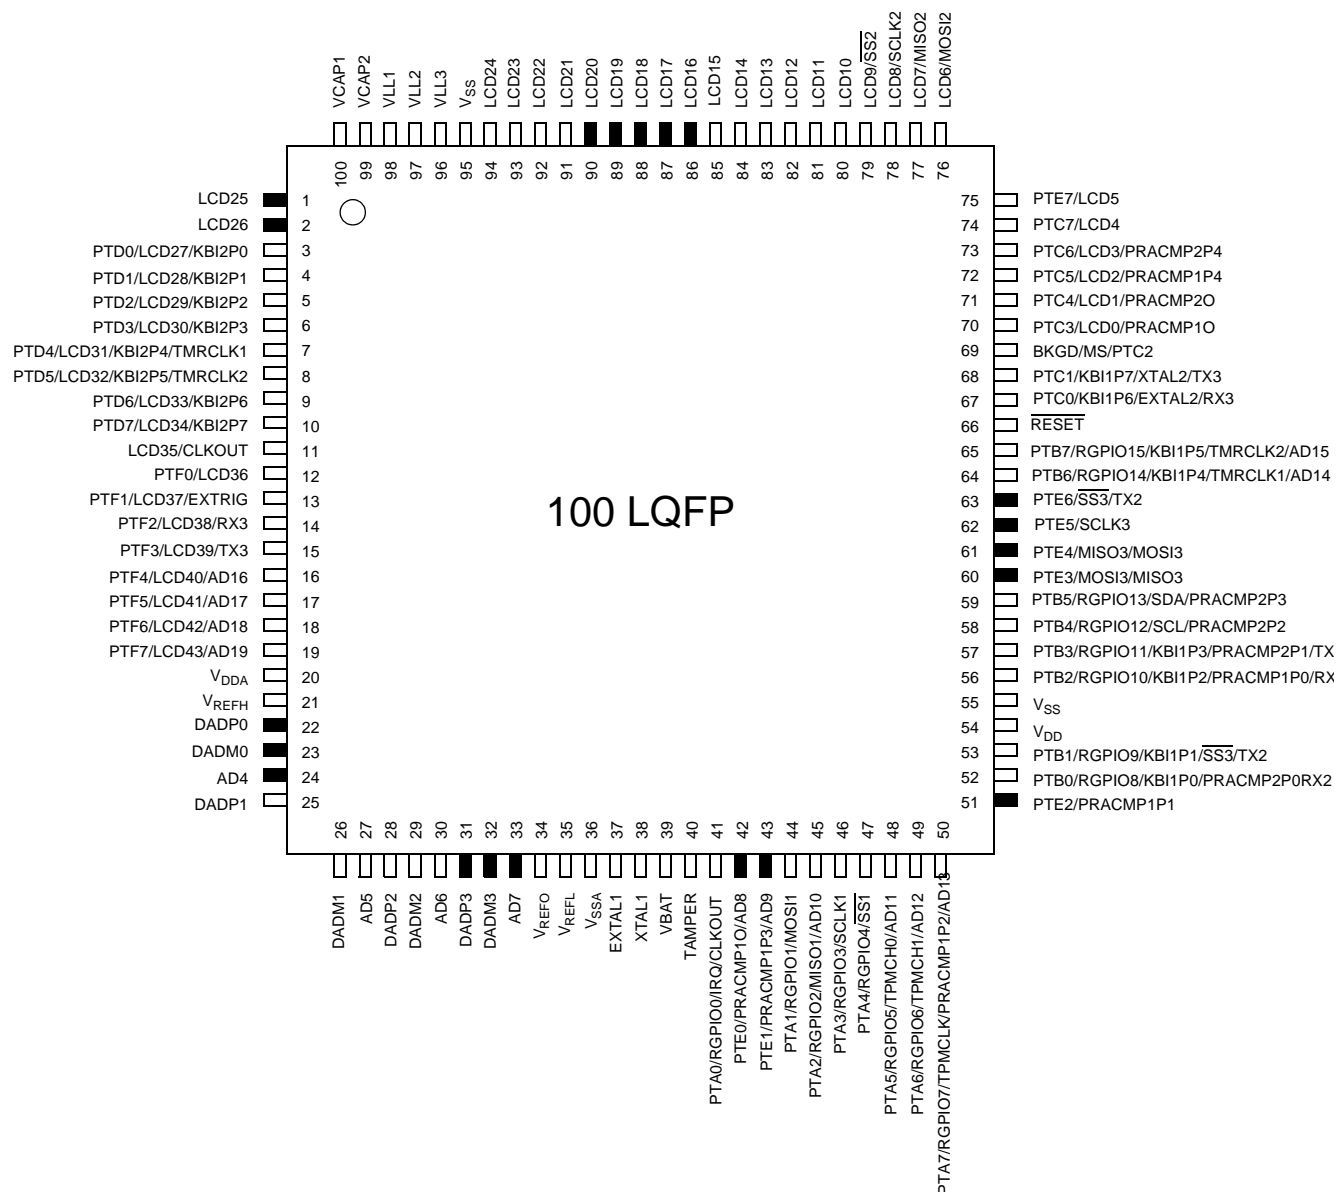 VCAP1
VCAP2
VLL1
VLL2
VLL3
VSS
LCD24
LCD23
LCD22
LCD21
LCD20
LCD19
LCD18
LCD17
LCD16
LCD15
LCD14
LCD13
LCD12
LCD11
LCD10
LCD9/SS2
LCD8/SCLK2
LCD7/MISO2
LCD6/MOSI2
100
99
98
97
96
95
94
93
92
91
90
89
88
87
86
85
84
83
82
81
80
79
78
77
76
LCD25 1
LCD26 2
PTD0/LCD27/KBI2P0 3
PTD1/LCD28/KBI2P1 4
PTD2/LCD29/KBI2P2 5
PTD3/LCD30/KBI2P3 6
PTD4/LCD31/KBI2P4/TMRCLK1 7
PTD5/LCD32/KBI2P5/TMRCLK2 8
PTD6/LCD33/KBI2P6 9
PTD7/LCD34/KBI2P7 10
LCD35/CLKOUT 11
PTF0/LCD36 12
PTF1/LCD37/EXTRIG 13
PTF2/LCD38/RX3 14
PTF3/LCD39/TX3 15
PTF4/LCD40/AD16 16
PTF5/LCD41/AD17 17
PTF6/LCD42/AD18 18
PTF7/LCD43/AD19 19
VDDA 20
VREFH 21
DADP0 22
DADM0 23
AD4 24
DADP1 25
100 LQFP
75 PTE7/LCD5
74 PTC7/LCD4
73 PTC6/LCD3/PRACMP2P4
72 PTC5/LCD2/PRACMP1P4
71 PTC4/LCD1/PRACMP2O
70 PTC3/LCD0/PRACMP1O
69 BKGD/MS/PTC2
68 PTC1/KBI1P7/XTAL2/TX3
67 PTC0/KBI1P6/EXTAL2/RX3
66 RESET
65 PTB7/RGPIO15/KBI1P5/TMRCLK2/AD15
64 PTB6/RGPIO14/KBI1P4/TMRCLK1/AD14
63 PTE6/SS3/TX2
62 PTE5/SCLK3
61 PTE4/MISO3/MOSI3
60 PTE3/MOSI3/MISO3
59 PTB5/RGPIO13/SDA/PRACMP2P3
58 PTB4/RGPIO12/SCL/PRACMP2P2
57 PTB3/RGPIO11/KBI1P3/PRACMP2P1/TX
56 PTB2/RGPIO10/KBI1P2/PRACMP1P0/RX
55 VSS
54 VDD
53 PTB1/RGPIO9/KBI1P1/SS3/TX2
52 PTB0/RGPIO8/KBI1P0/PRACMP2P0RX2
51 PTE2/PRACMP1P1
26
27
28
29
30
31
32
33
34
35
36
37
38
39
40
41
42
43
44
45
46
47
48
49
50
DADM1
AD5
DADP2
DADM2
AD6
DADP3
DADM3
AD7
VREFO
VREFL
VSSA
EXTAL1
XTAL1
VBAT
TAMPER
PTA0/RGPIO0/IRQ/CLKOUT
PTE0/PRACMP1O/AD8
PTE1/PRACMP1P3/AD9
PTA1/RGPIO1/MOSI1
PTA2/RGPIO2/MISO1/AD10
PTA3/RGPIO3/SCLK1
PTA4/RGPIO4/SS1
PTA5/RGPIO5/TPMCH0/AD11
PTA6/RGPIO6/TPMCH1/AD12
PTA7/RGPIO7/TPMCLK/PRACMP1P2/AD13